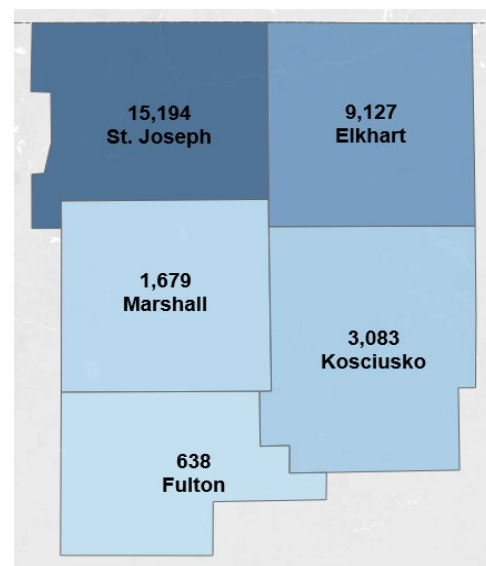 15,194
St. Joseph
9,127
Elkhart
1,679
Marshall
3,083
Kosciusko
638
Fulton